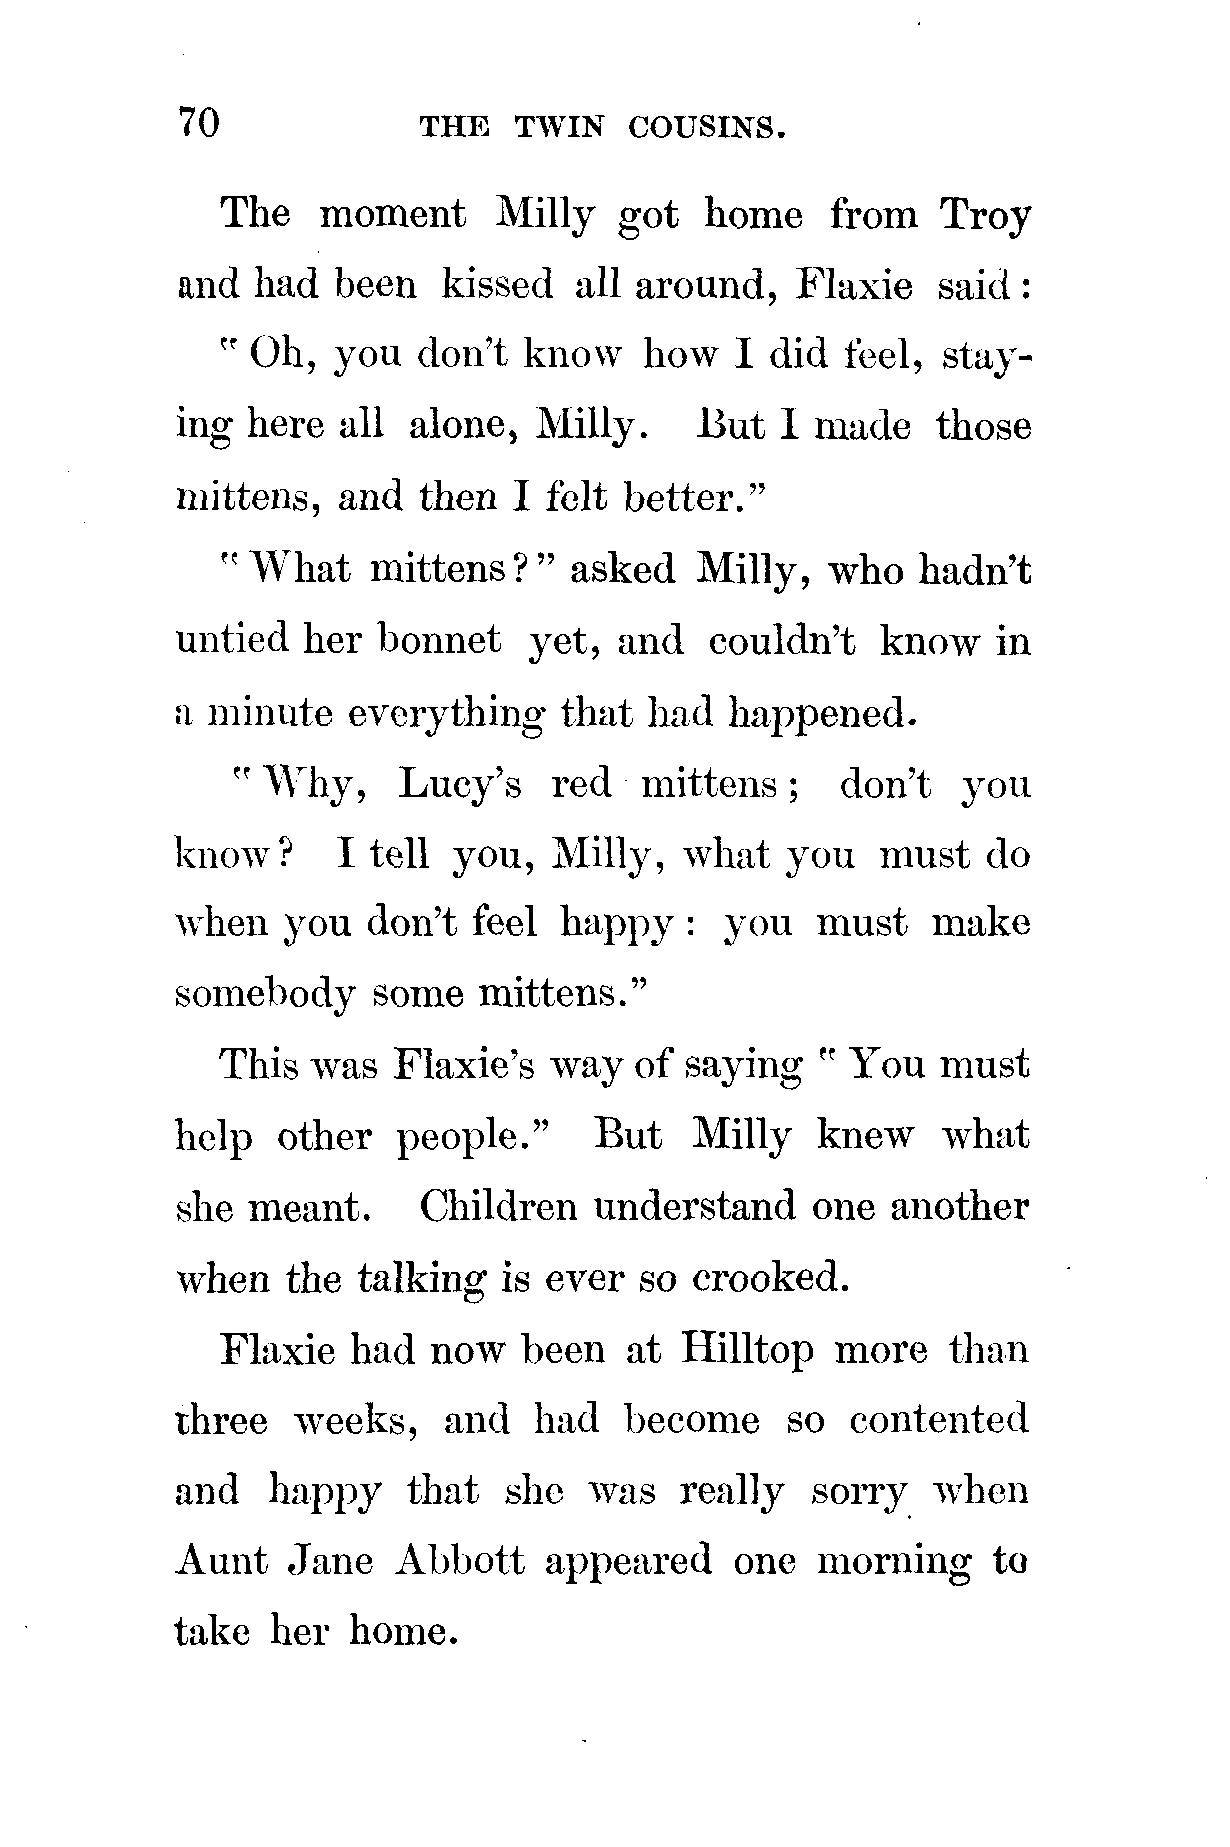 70 THE TWIN COUSINS.
The moment Milly got home from Troy
and had been kissed all around, Flaxie said :
" Oh, you don't know how I did feel, stay-
ing here all alone, Milly. But I made those
mittens, and then I felt better."
" What mittens ? " asked Milly, who hadn't
untied her bonnet yet, and couldn't know in
a minute everything that had happened.
" Why, Lucy's red mittens ; don't you
know ? I tell you, Milly, what you must do
when you don't feel happy : you must make
somebody some mittens."
This was Flaxie's way of saying " You must
help other people." But Milly knew what
she meant. Children understand one another
when the talking is ever so crooked.
Flaxie had now been at Hilltop more than
three weeks, and had become so contented
and happy that she was really sorry when
Aunt Jane Abbott appeared one morning to
take her home.